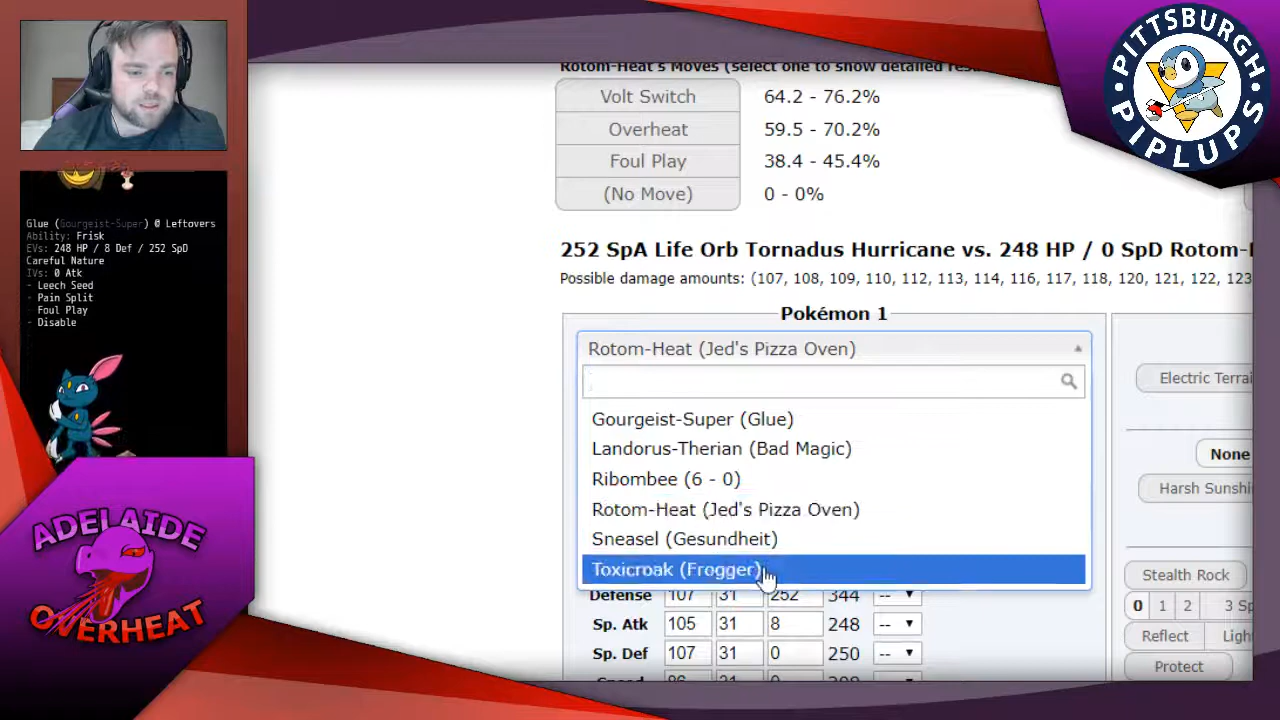 PITTSBURGH
PIPLUPS
Glue (Gourgeist-Super) @ Leftovers
Ability: Frisk
EVs: 248 HP / 8 Def / 252 SpD
Careful Nature
IVs: 0 Atk
- Leech Seed
- Pain Split
Foul Play
- Disable
ADELAIDE
OVERHEAT
Rotom-Heat's Moves (select one to show detailed
Volt Switch 64.2 - 76.2%
Overheat 59.5 - 70.2%
Foul Play 38.4 - 45.4%
(No Move) 0 - 0%
252 SpA Life Orb Tornadus Hurricane vs. 248 HP / 0 SpD Rotom-
Possible damage amounts: (107, 108, 109, 110, 112, 113, 114, 116, 117, 118, 120, 121, 122, 123
Pokémon 1
Rotom-Heat (Jed's Pizza Oven)
Gourgeist-Super (Glue)
Landorus-Therian (Bad Magic)
Ribombee (6 - 0)
Rotom-Heat (Jed's Pizza Oven)
Sneasel (Gesundheit)
Toxicroak (Frogger)
Defense 107 31 252 344 --
Sp. Atk 105 31 8 248 --
Sp. Def 107 31 0 250 --
Electric
None
Harsh
Stealth Rock
0 1 2 3
Reflect
Protect